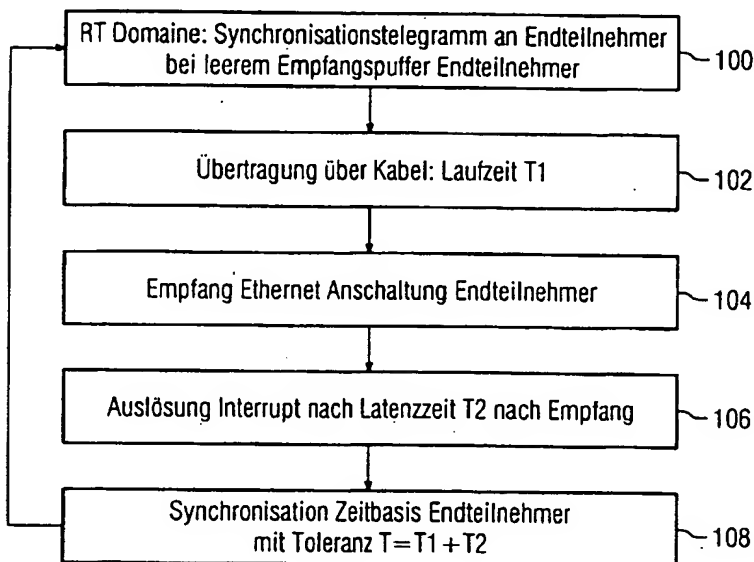 RT Domaine: Synchronisationstelegramm an Endteilnehmer
bei leerem Empfangspuffer Endteilnehmer
100
Übertragung über Kabel: Laufzeit T1
102
Empfang Ethernet Anschaltung Endteilnehmer
104
Auslösung Interrupt nach Latenzzeit T2 nach Empfang
106
Synchronisation Zeitbasis Endteilnehmer
mit Toleranz T=T1+T2
108